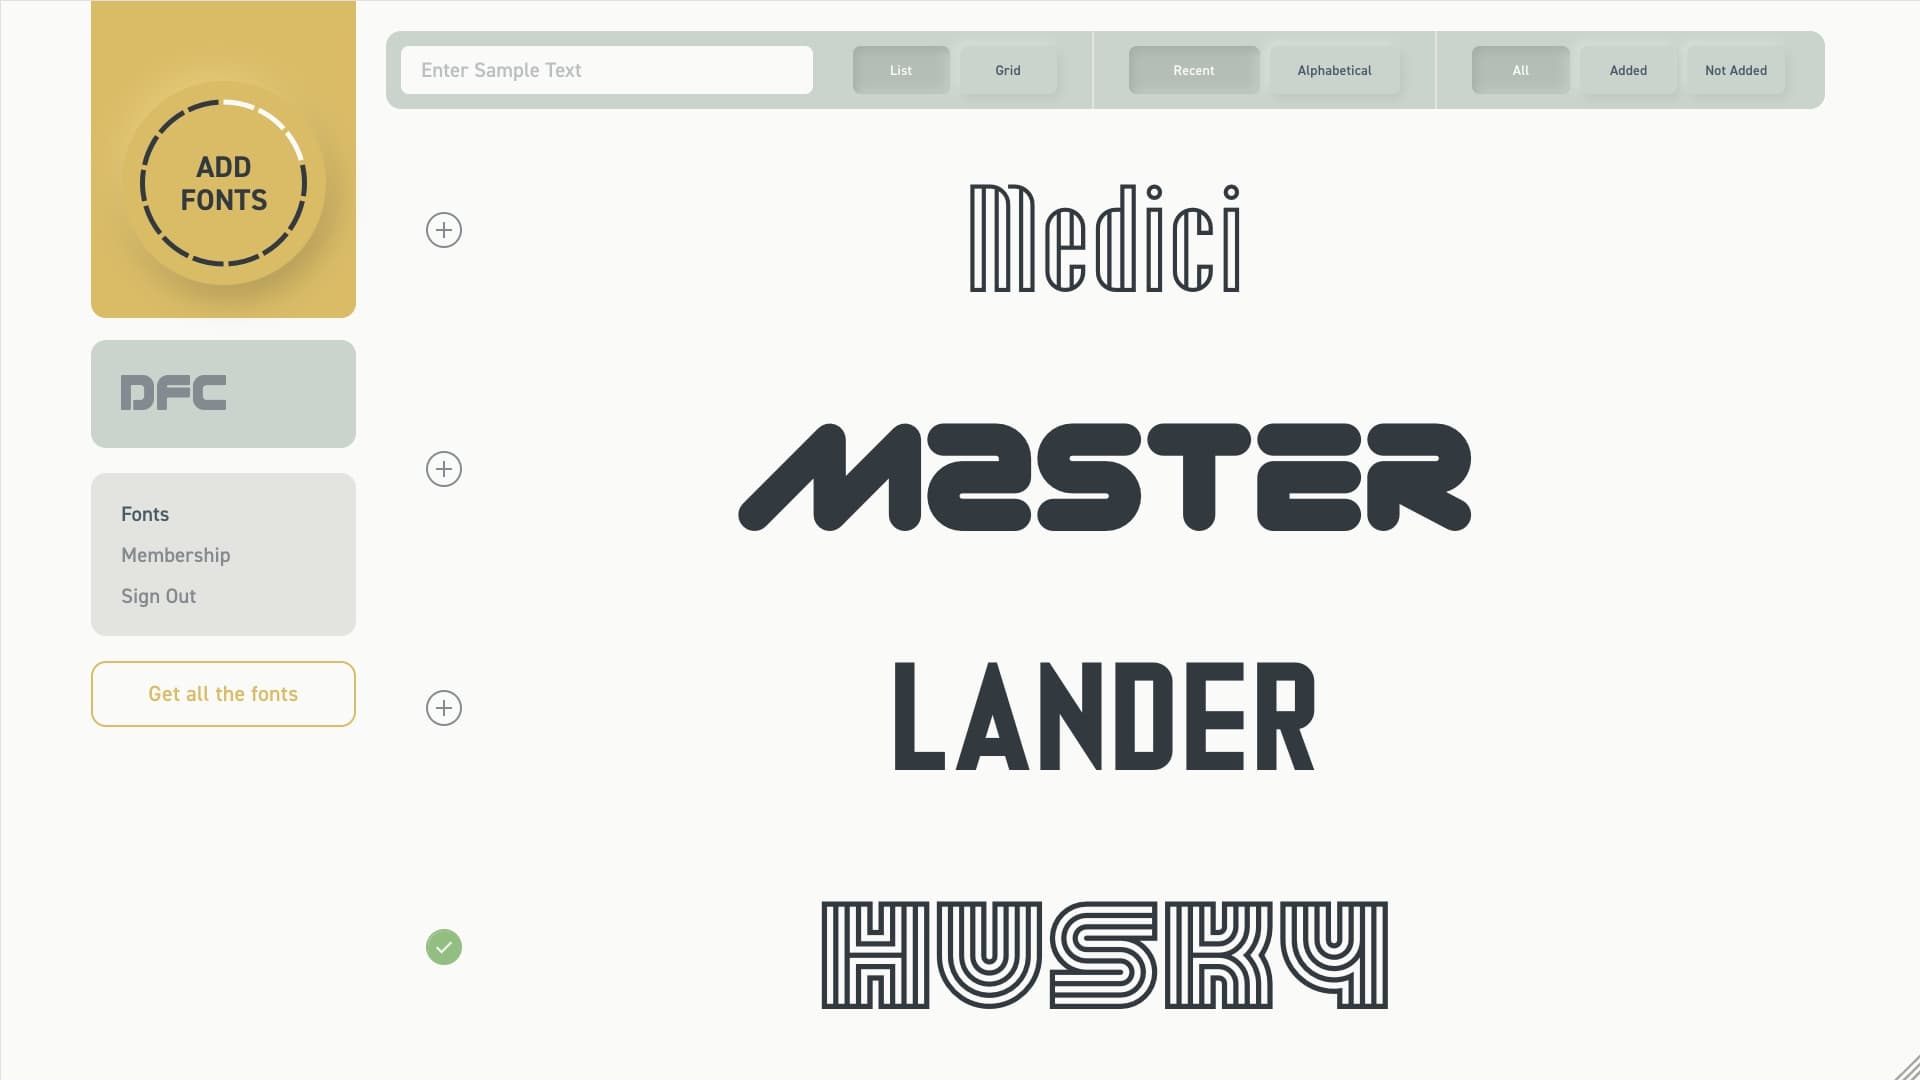 ADD
FONTS
DFC
Fonts
Membership
Sign Out
Get all the fonts
Enter Sample Text
List
Grid
Recent
Alphabetical
All
Added
Not Added
Medici
M2STER
LANDER
HUSKY